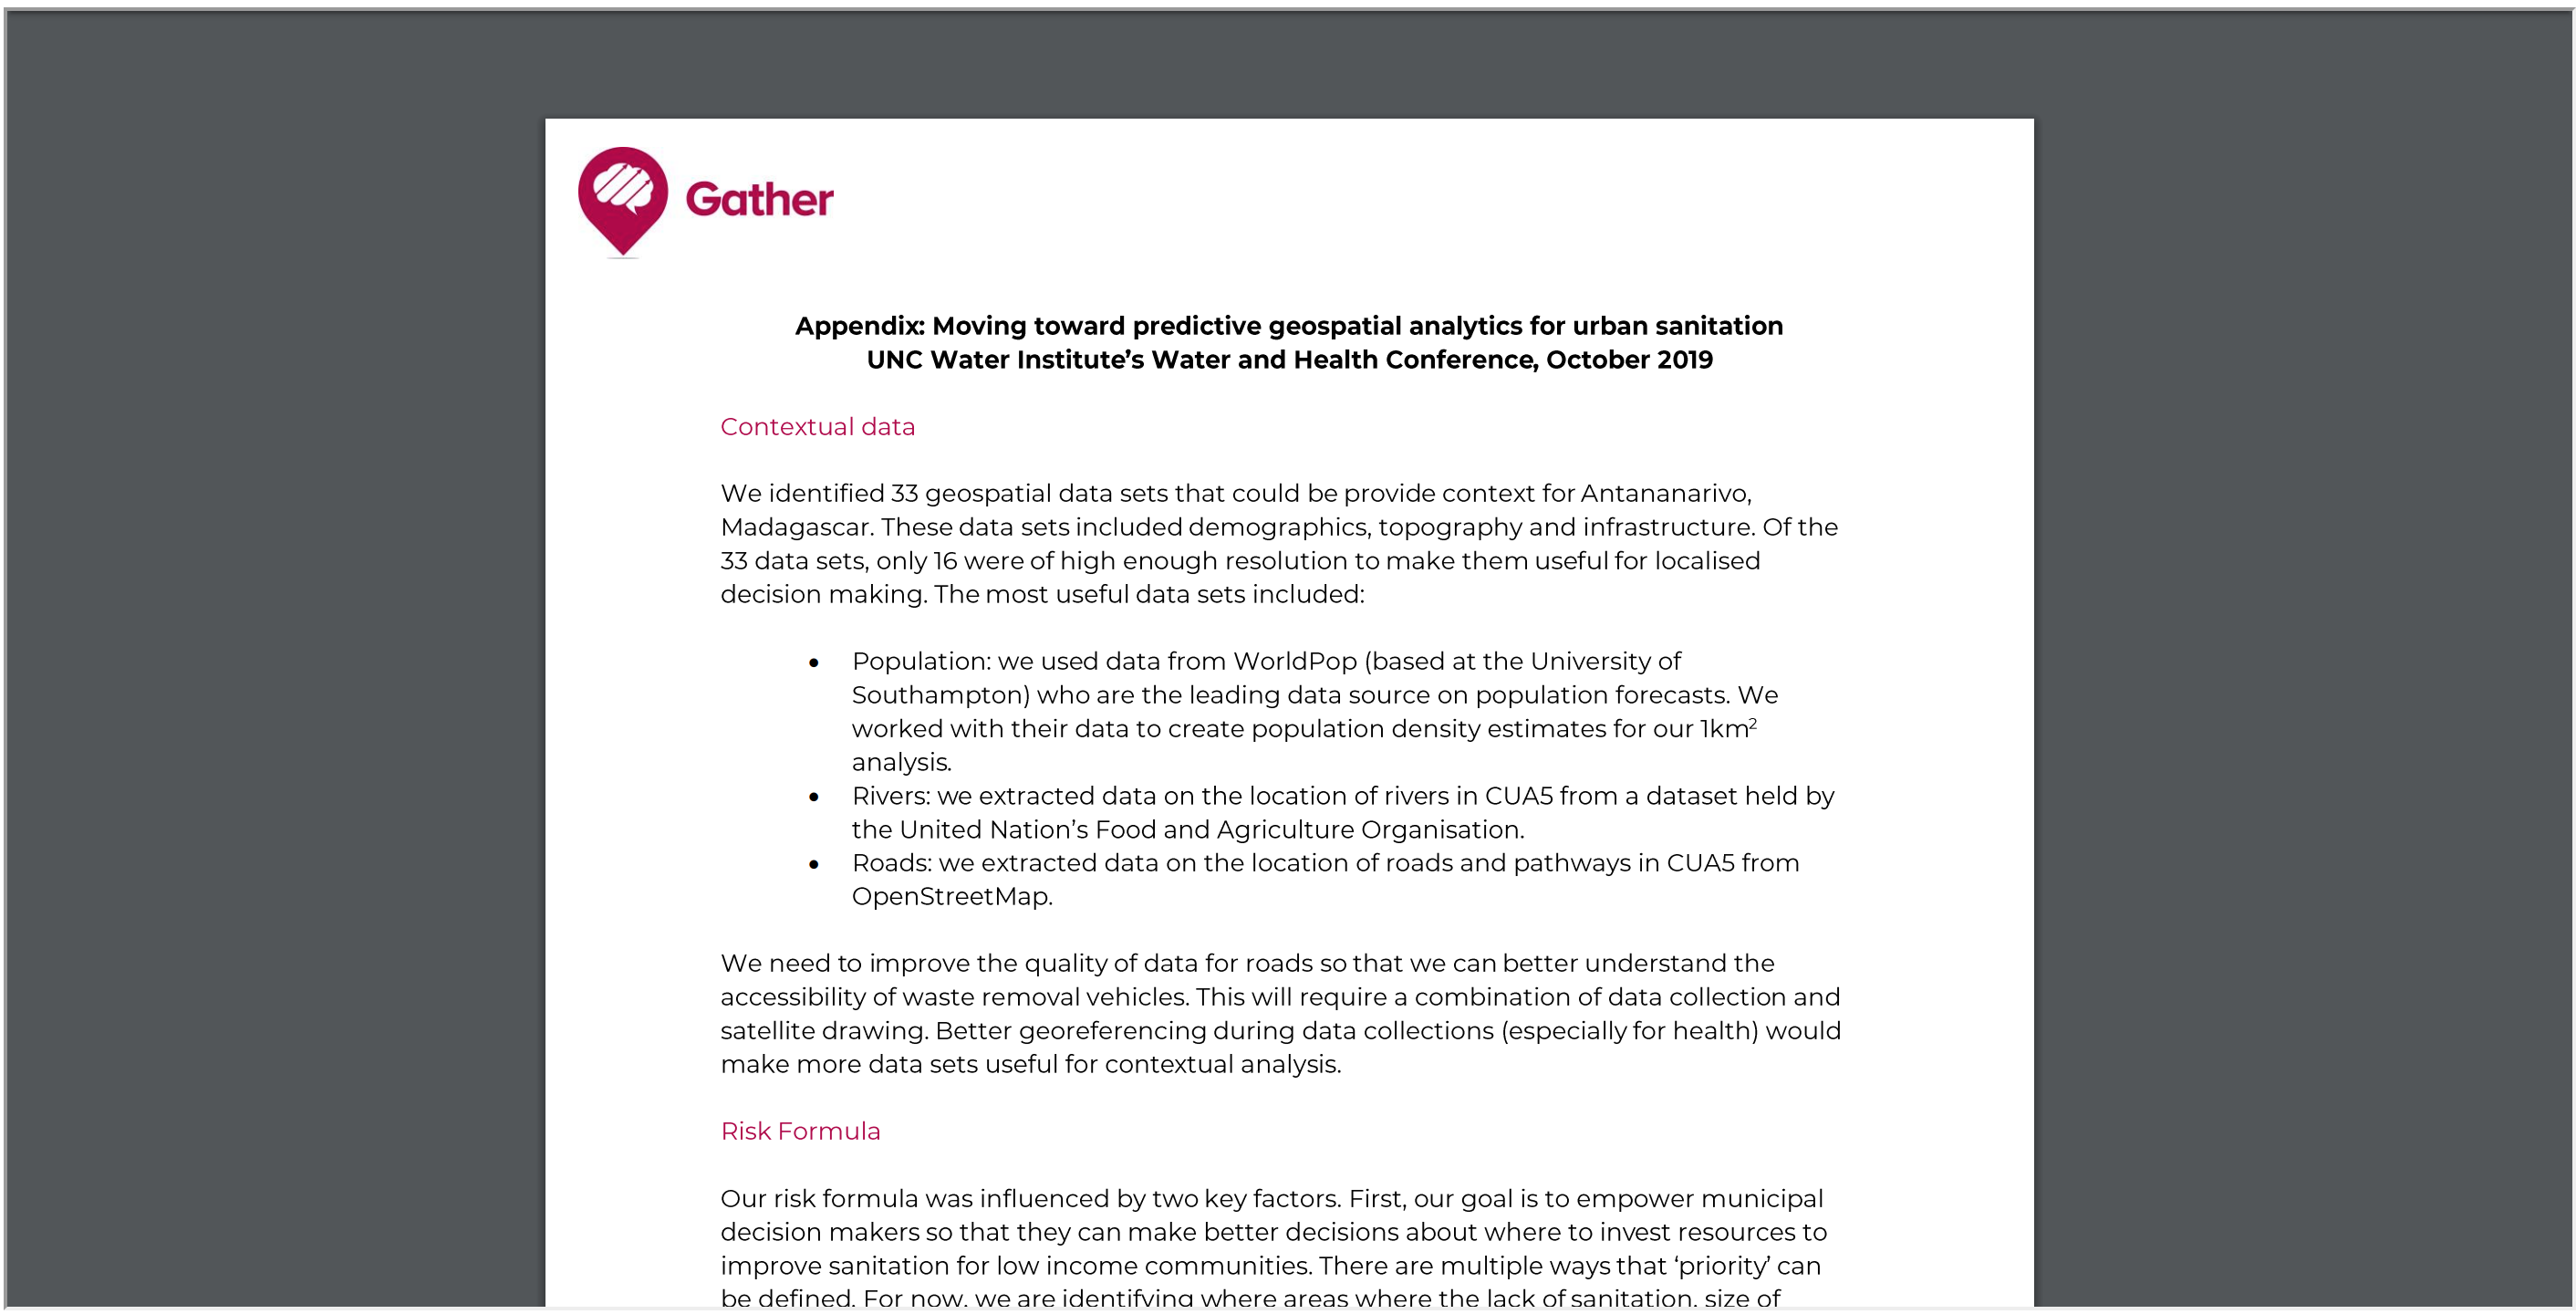 Gather
Appendix: Moving toward predictive geospatial analytics for urban sanitation
UNC Water Institute’s Water and Health Conference, October 2019
Contextual data
We identified 33 geospatial data sets that could be provide context for Antananarivo,
Madagascar. These data sets included demographics, topography and infrastructure. Of the
33 data sets, only 16 were of high enough resolution to make them useful for localised
decision making. The most useful data sets included:
• Population: we used data from WorldPop (based at the University of
Southampton) who are the leading data source on population forecasts. We
worked with their data to create population density estimates for our 1km²
analysis.
• Rivers: we extracted data on the location of rivers in CUA5 from a dataset held by
the United Nation’s Food and Agriculture Organisation.
• Roads: we extracted data on the location of roads and pathways in CUA5 from
OpenStreetMap.
We need to improve the quality of data for roads so that we can better understand the
accessibility of waste removal vehicles. This will require a combination of data collection and
satellite drawing. Better georeferencing during data collections (especially for health) would
make more data sets useful for contextual analysis.
Risk Formula
Our risk formula was influenced by two key factors. First, our goal is to empower municipal
decision makers so that they can make better decisions about where to invest resources to
improve sanitation for low income communities. There are multiple ways that ‘priority’ can
be defined. For now, we are identifying where areas where the lack of sanitation, size of